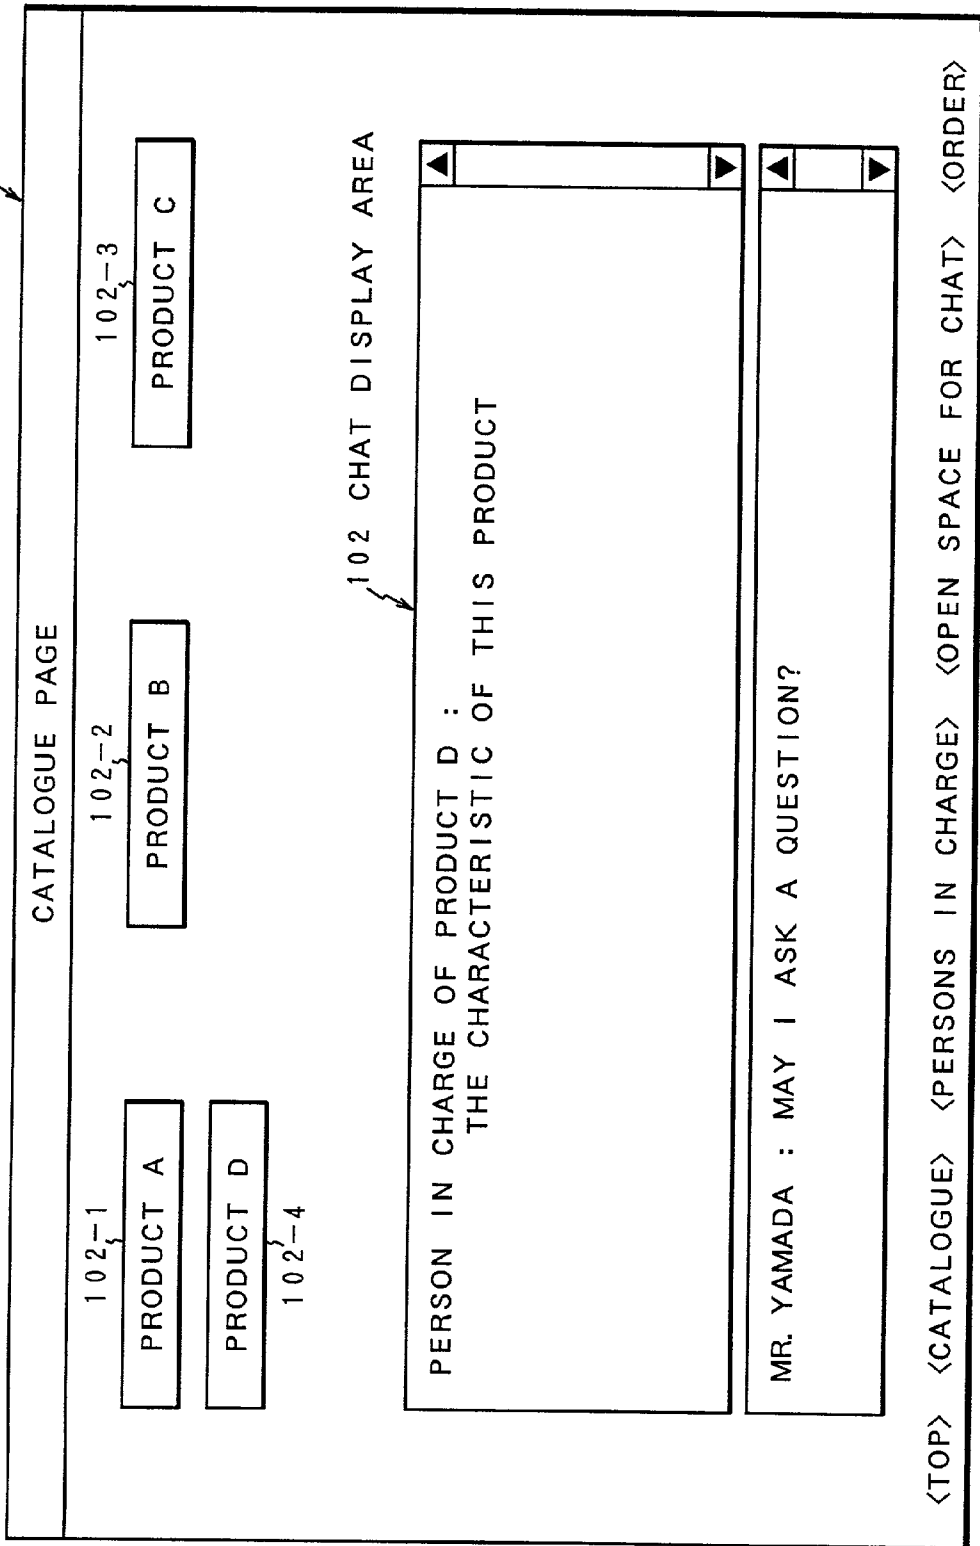 CATALOGUE PAGE
102-1 102-2 102-3
PRODUCT A PRODUCT B PRODUCT C
PRODUCT D
102-4
102 CHAT DISPLAY AREA
PERSON IN CHARGE OF PRODUCT D :
THE CHARACTERISTIC OF THIS PRODUCT
MR. YAMADA : MAY I ASK A QUESTION?
〈TOP〉 〈CATALOGUE〉 〈PERSONS IN CHARGE〉 〈OPEN SPACE FOR CHAT〉 〈ORDER〉